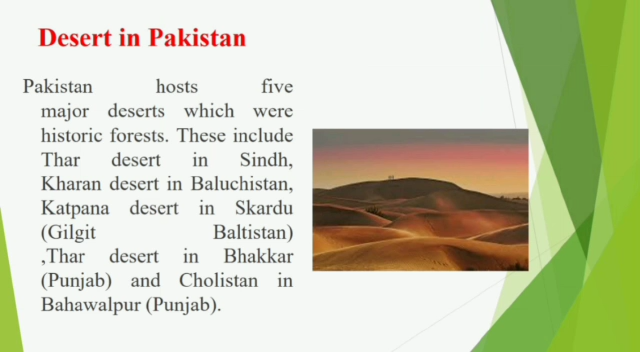 Desert in Pakistan
Pakistan hosts five
major deserts which were
historic forests. These include
Thar desert in Sindh,
Kharan desert in Baluchistan,
Katpana desert in Skardu
(Gilgit Baltistan)
,Thar desert in Bhakkar
(Punjab) and Cholistan in
Bahawalpur (Punjab).